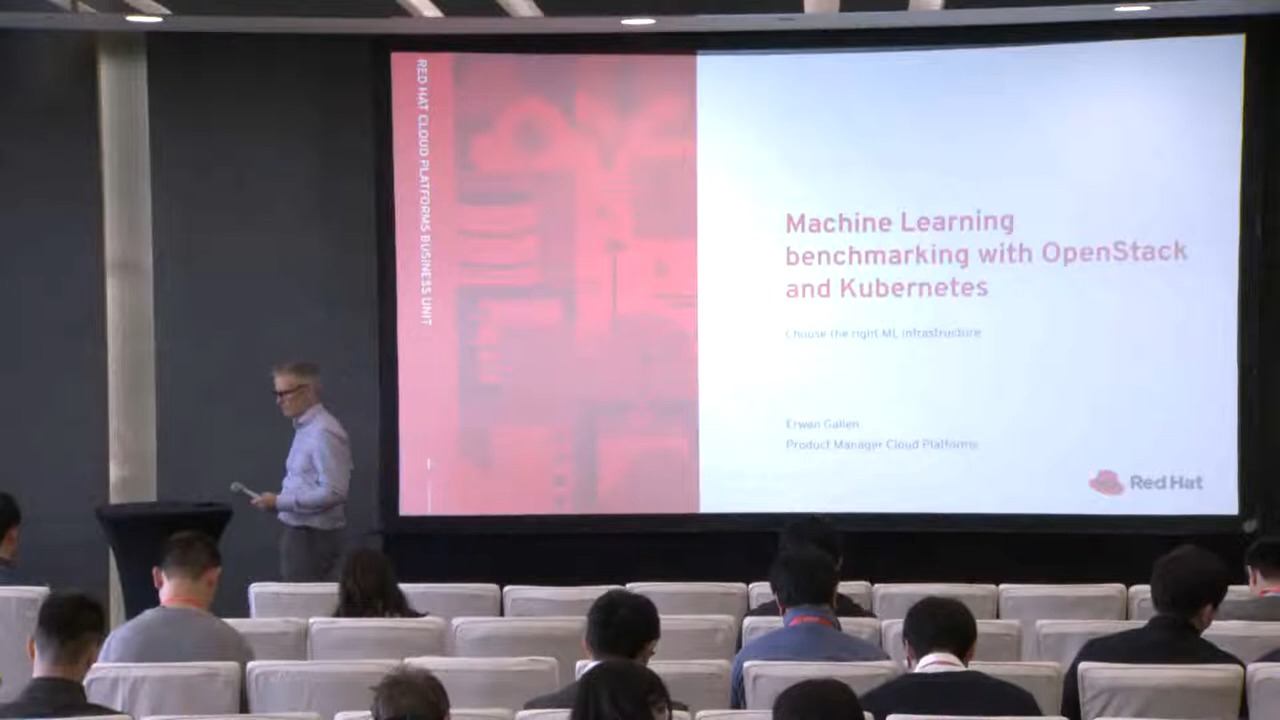 RED HAT CLOUD PLATFORMS BUSINESS UNIT
Machine Learning
benchmarking with OpenStack
and Kubernetes
Choose the right ML infrastructure
Erwan Gallen
Product Manager Cloud Platforms
Red Hat